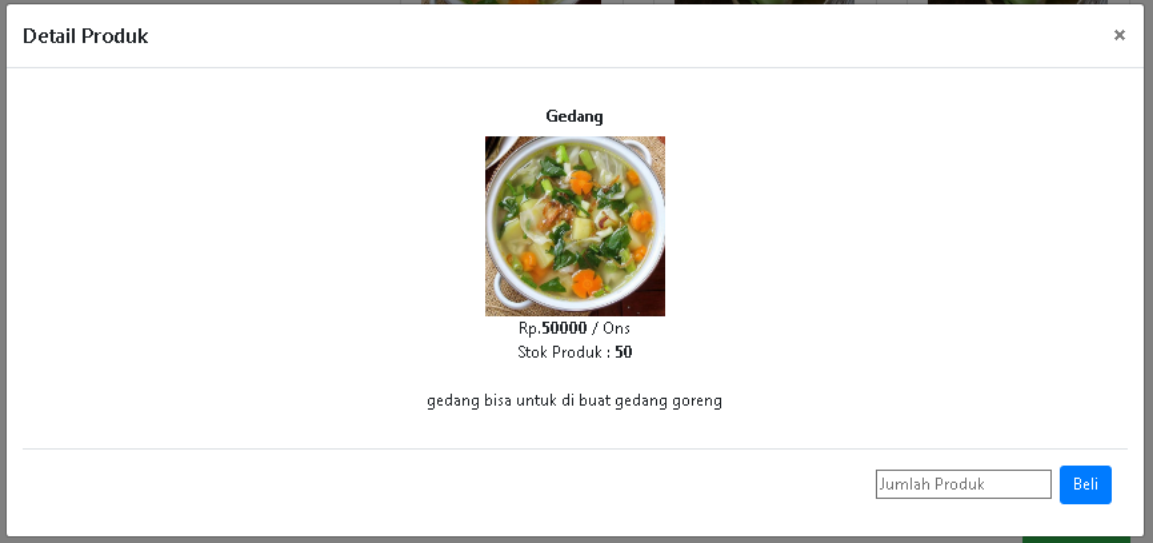 Detail Produk ×
Gedang
Rp.50000 / Ons
Stok Produk : 50
gedang bisa untuk di buat gedang goreng
Jumlah Produk
Beli